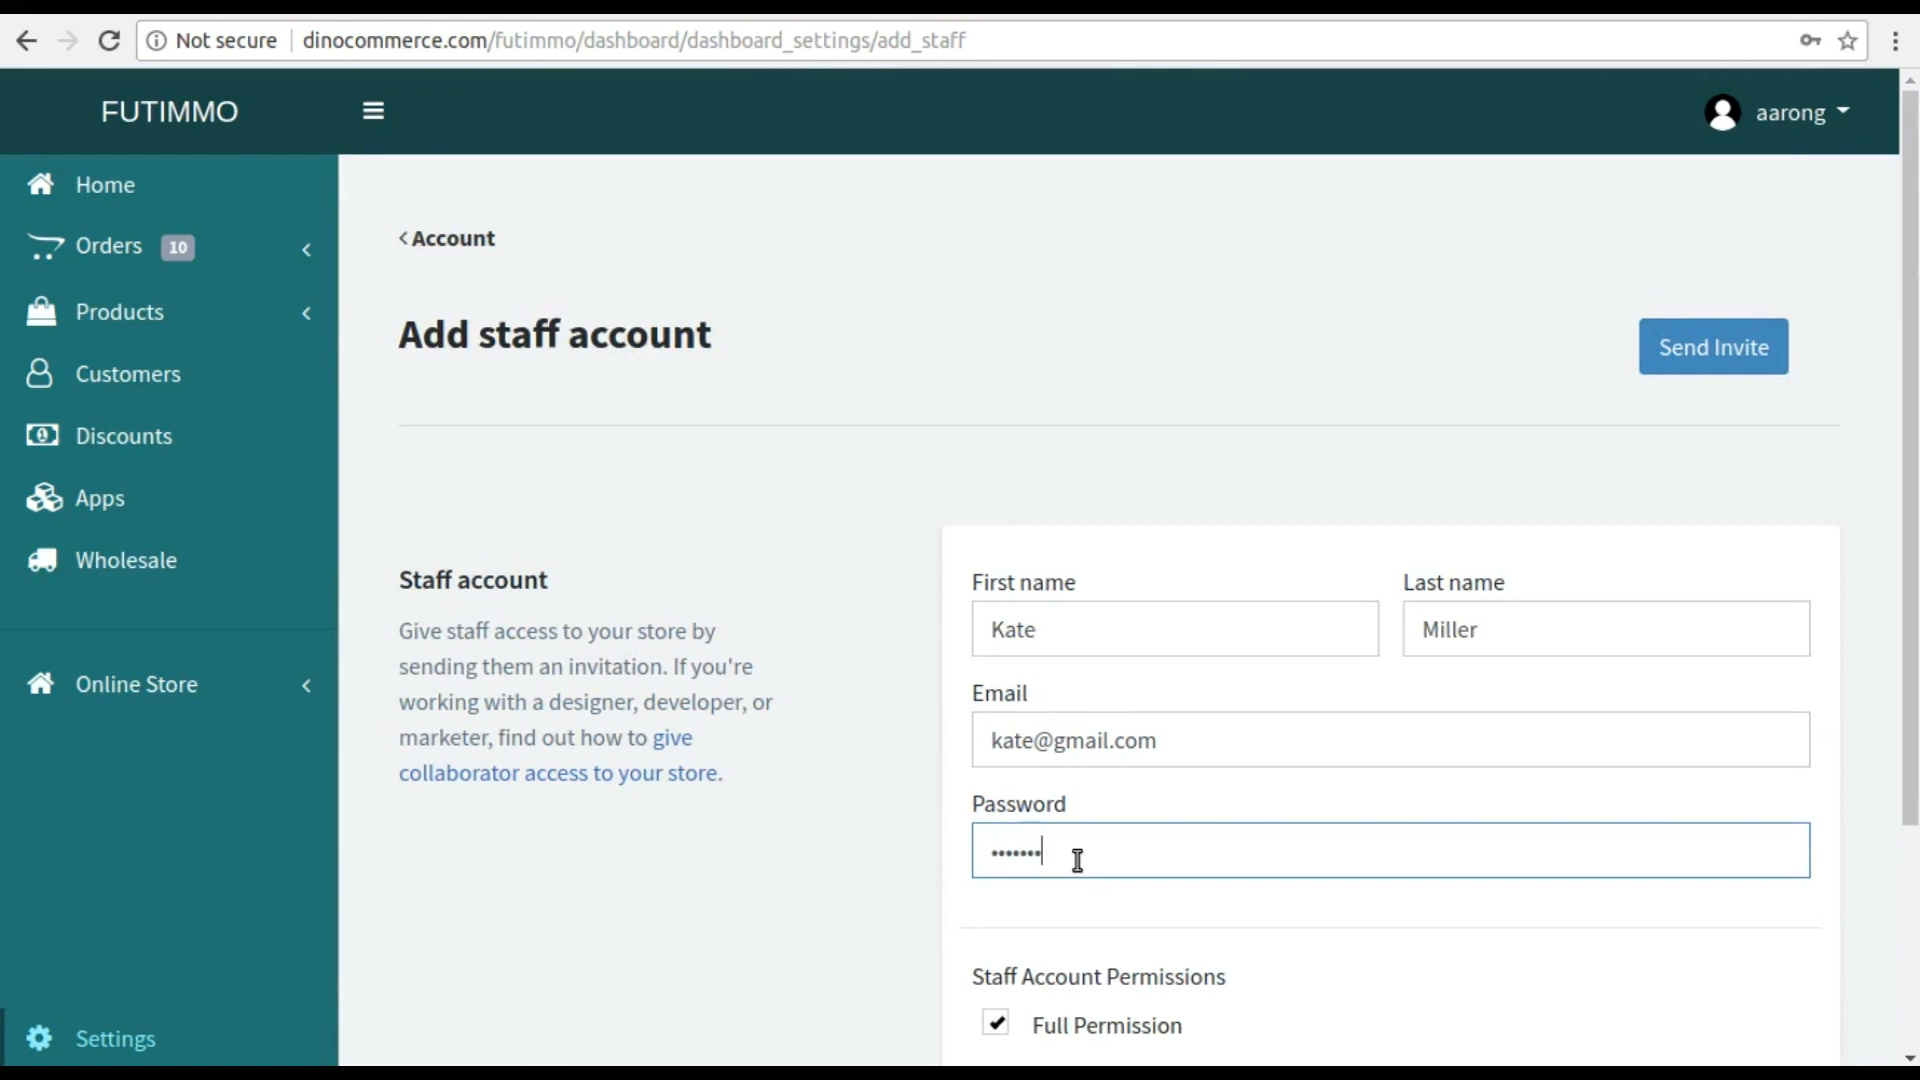 Not secure dinocommerce.com/futimmo/dashboard/dashboard_settings/add_staff
FUTIMMO
aarong
Home
Orders 10
Products
Customers
Discounts
Apps
Wholesale
Online Store
Settings
< Account
Add staff account
Send Invite
Staff account
Give staff access to your store by
sending them an invitation. If you're
working with a designer, developer, or
marketer, find out how to give
collaborator access to your store.
First name
Last name
Kate
Miller
Email
kate@gmail.com
Password
•••••••
Staff Account Permissions
Full Permission